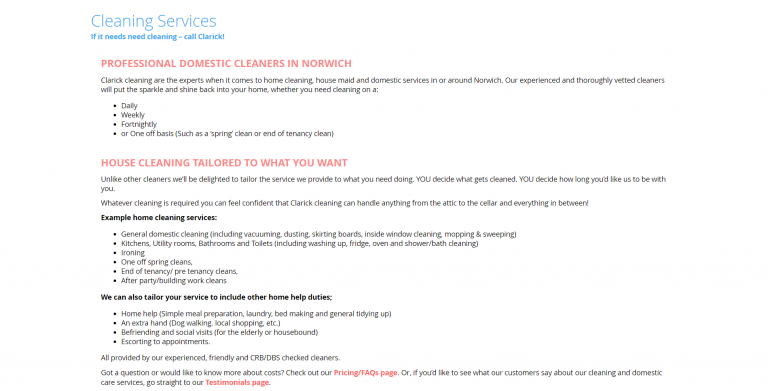 Cleaning Services
If it needs need cleaning – call Clarick!
PROFESSIONAL DOMESTIC CLEANERS IN NORWICH
Clarick cleaning are the experts when it comes to home cleaning, house maid and domestic services in or around Norwich. Our experienced and thoroughly vetted cleaners
will put the sparkle and shine back into your home, whether you need cleaning on a:
• Daily
• Weekly
• Fortnightly
• or One off basis (Such as a ‘spring’ clean or end of tenancy clean)
HOUSE CLEANING TAILORED TO WHAT YOU WANT
Unlike other cleaners we’ll be delighted to tailor the service we provide to what you need doing. YOU decide what gets cleaned. YOU decide how long you’d like us to be with
you.
Whatever cleaning is required you can feel confident that Clarick cleaning can handle anything from the attic to the cellar and everything in between!
Example home cleaning services:
• General domestic cleaning (including vacuuming, dusting, skirting boards, inside window cleaning, mopping & sweeping)
• Kitchens, Utility rooms, Bathrooms and Toilets (including washing up, fridge, oven and shower/bath cleaning)
• Ironing
• One off spring cleans,
• End of tenancy/ pre tenancy cleans,
• After party/building work cleans
We can also tailor your service to include other home help duties;
• Home help (Simple meal preparation, laundry, bed making and general tidying up)
• An extra hand (Dog walking, local shopping, etc.)
• Befriending and social visits (for the elderly or housebound)
• Escorting to appointments.
All provided by our experienced, friendly and CRB/DBS checked cleaners.
Got a question or would like to know more about costs? Check out our Pricing/FAQs page. Or, if you’d like to see what our customers say about our cleaning and domestic
care services, go straight to our Testimonials page.